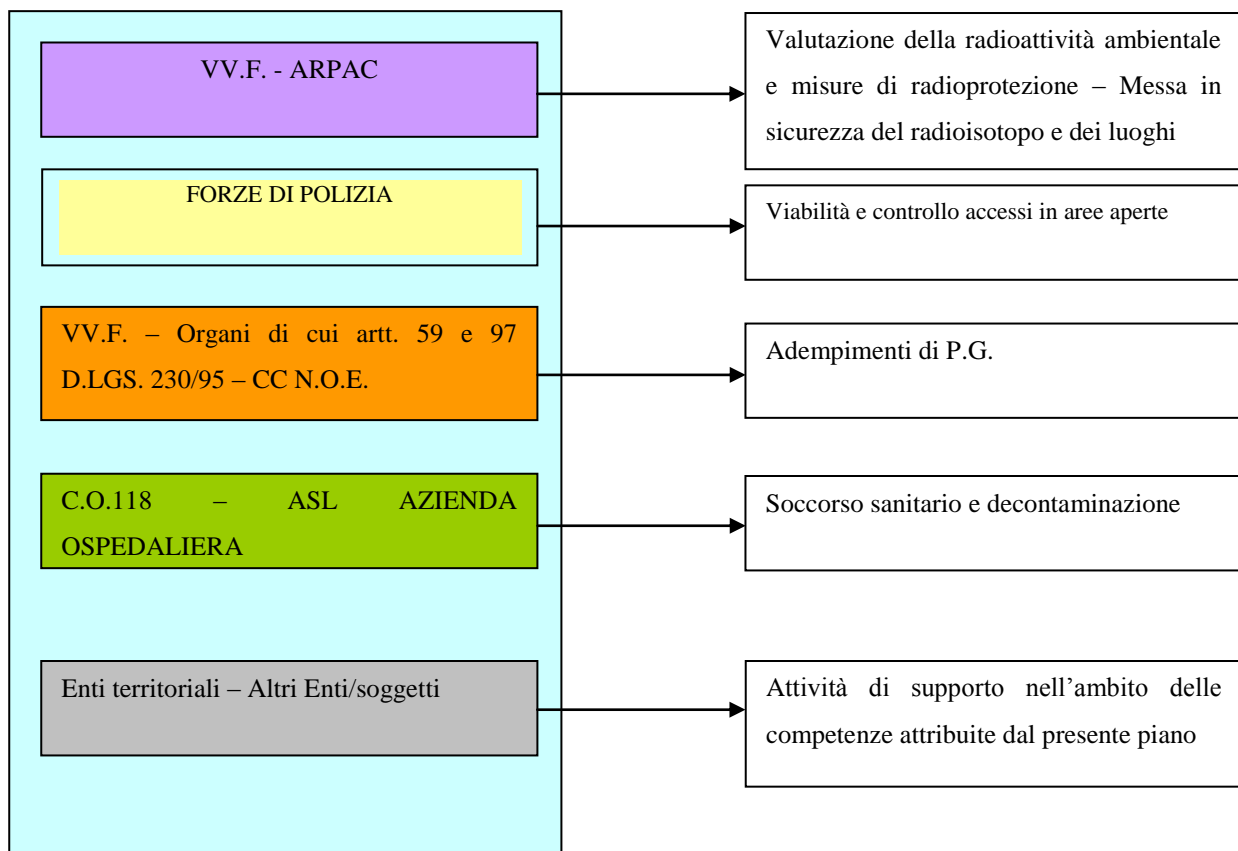 VV.F. - ARPAC
Valutazione della radioattività ambientale
e misure di radioprotezione – Messa in
sicurezza del radioisotopo e dei luoghi
FORZE DI POLIZIA
Viabilità e controllo accessi in aree aperte
VV.F. – Organi di cui artt. 59 e 97
D.LGS. 230/95 – CC N.O.E.
Adempimenti di P.G.
C.O.118 – ASL AZIENDA
OSPEDALIERA
Soccorso sanitario e decontaminazione
Enti territoriali – Altri Enti/soggetti
Attività di supporto nell’ambito delle
competenze attribuite dal presente piano